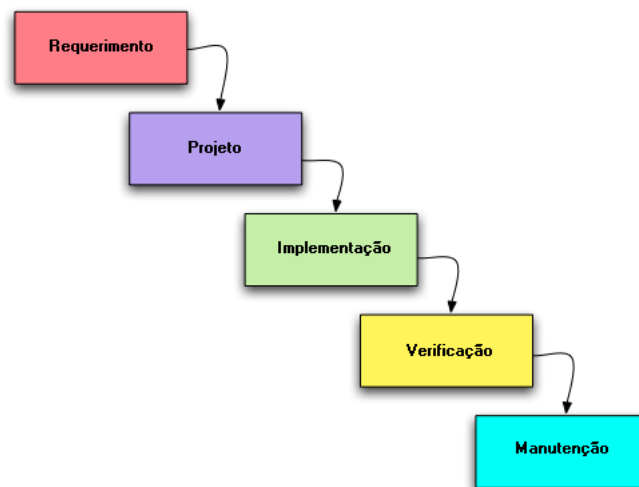 Requerimento
Projeto
Implementação
Verificação
Manutenção